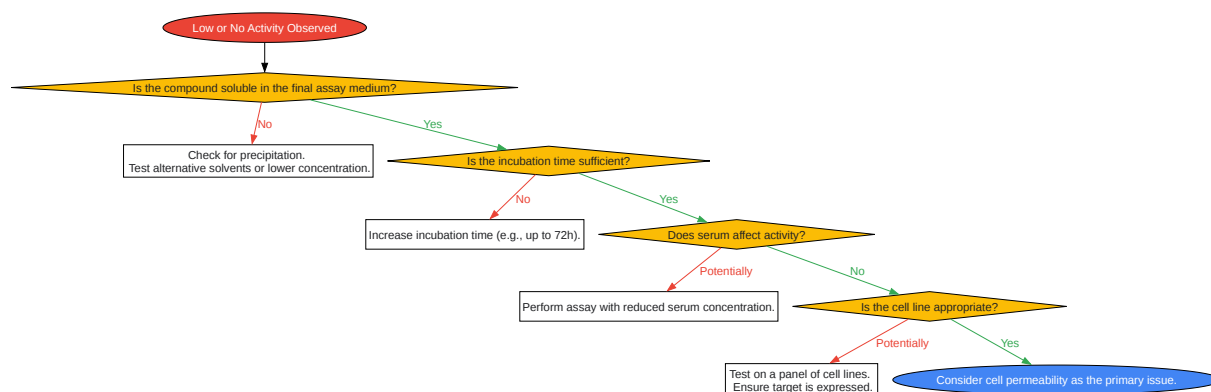 Low or No Activity Observed
Is the compound soluble in the final assay medium?
No
Yes
Check for precipitation.
Test alternative solvents or lower concentration.
Is the incubation time sufficient?
No
Yes
Increase incubation time (e.g., up to 72h).
Does serum affect activity?
Potentially
No
Perform assay with reduced serum concentration.
Is the cell line appropriate?
Potentially
Yes
Test on a panel of cell lines.
Ensure target is expressed.
Consider cell permeability as the primary issue.